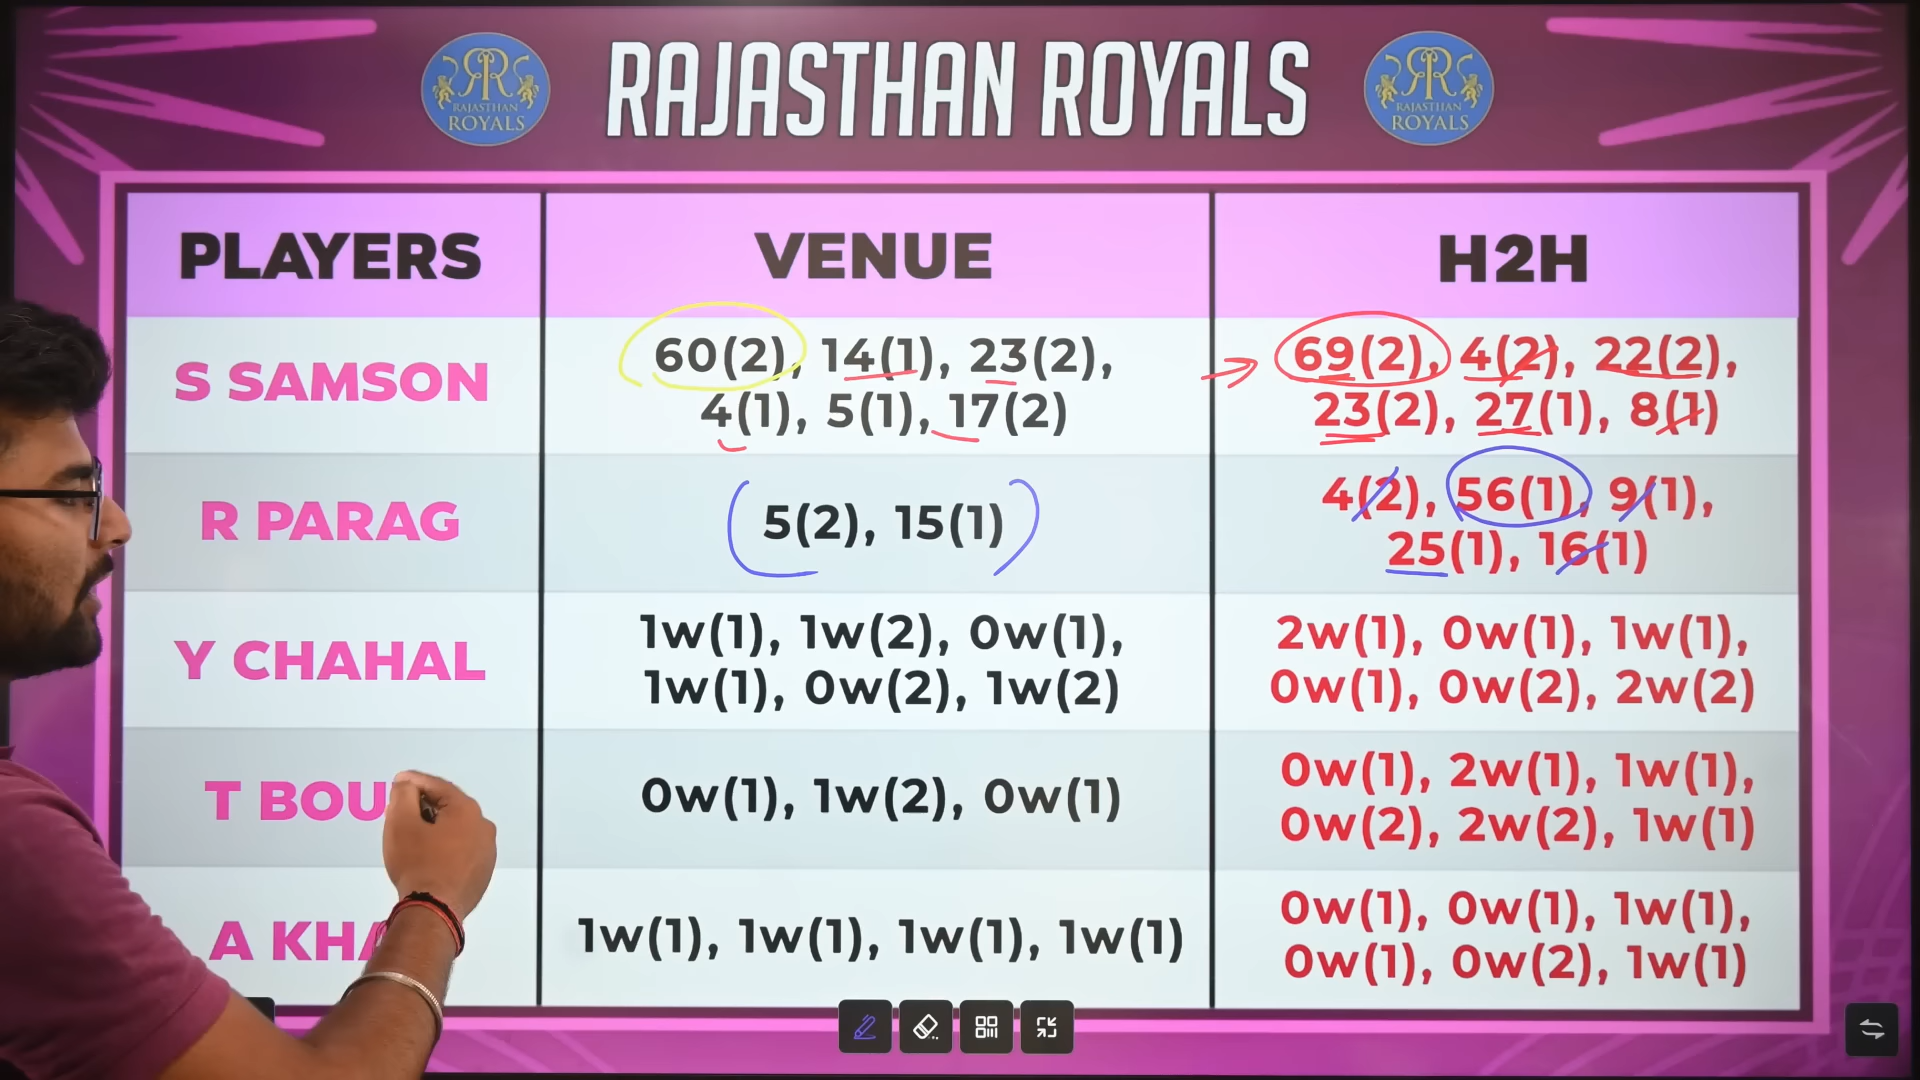 RAJASTHAN ROYALS
RR
RAJASTHAN
ROYALS
RR
RAJASTHAN
ROYALS
PLAYERS
VENUE
H2H
S SAMSON
60(2), 14(1), 23(2),
4(1), 5(1), 17(2)
69(2), 4(2), 22(2),
23(2), 27(1), 8(1)
R PARAG
5(2), 15(1)
4(2), 56(1), 9(1),
25(1), 16(1)
Y CHAHAL
1w(1), 1w(2), 0w(1),
1w(1), 0w(2), 1w(2)
2w(1), 0w(1), 1w(1),
0w(1), 0w(2), 2w(2)
T BOU
0w(1), 1w(2), 0w(1)
0w(1), 2w(1), 1w(1),
0w(2), 2w(2), 1w(1)
A KHA
1w(1), 1w(1), 1w(1), 1w(1)
0w(1), 0w(1), 1w(1),
0w(1), 0w(2), 1w(1)